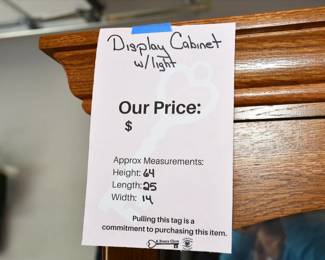 Display Cabinet
w/light
Our Price:
$
Approx Measurements:
Height: 64
Length: 25
Width: 14
Pulling this tag is a
commitment to purchasing this item.